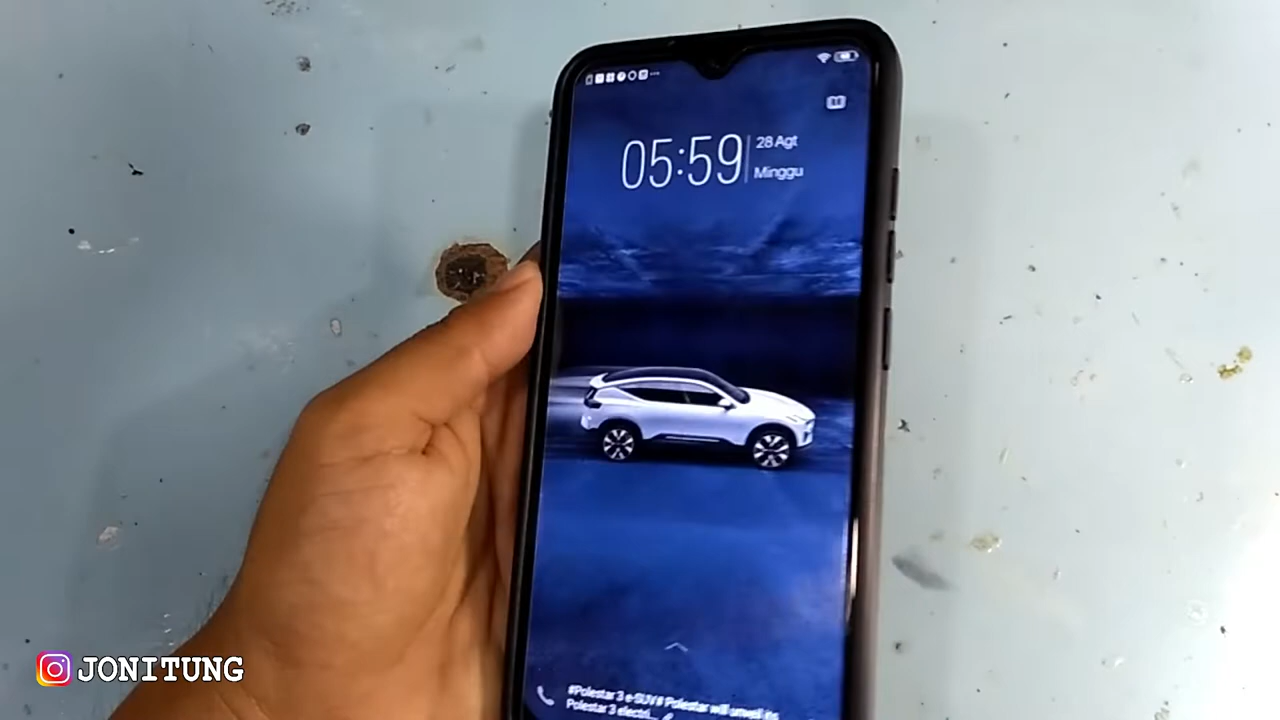 05:59
28 Agt
Minggu
#Polestar 3 e-SUV# Polestar will unveil its
Polestar 3 electri...
JONITUNG